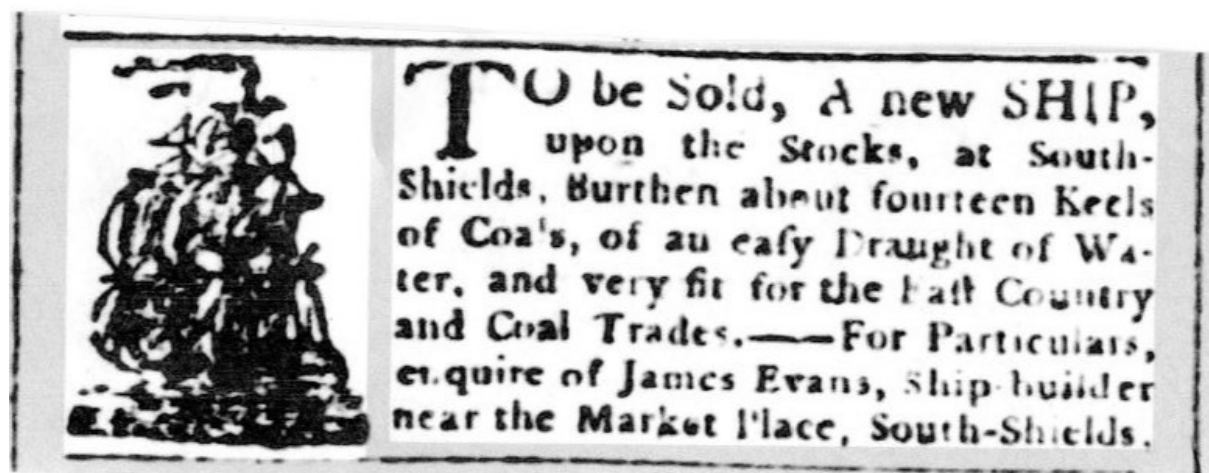 TO be Sold, A new SHIP,
upon the Stocks, at South-
Shields, Burthen about fourteen Keels
of Coals, of an eaſy Draught of Wa-
ter, and very fit for the Eaſt Country
and Coal Trades.——For Particulars,
enquire of James Evans, Ship-builder
near the Market Place, South-Shields.